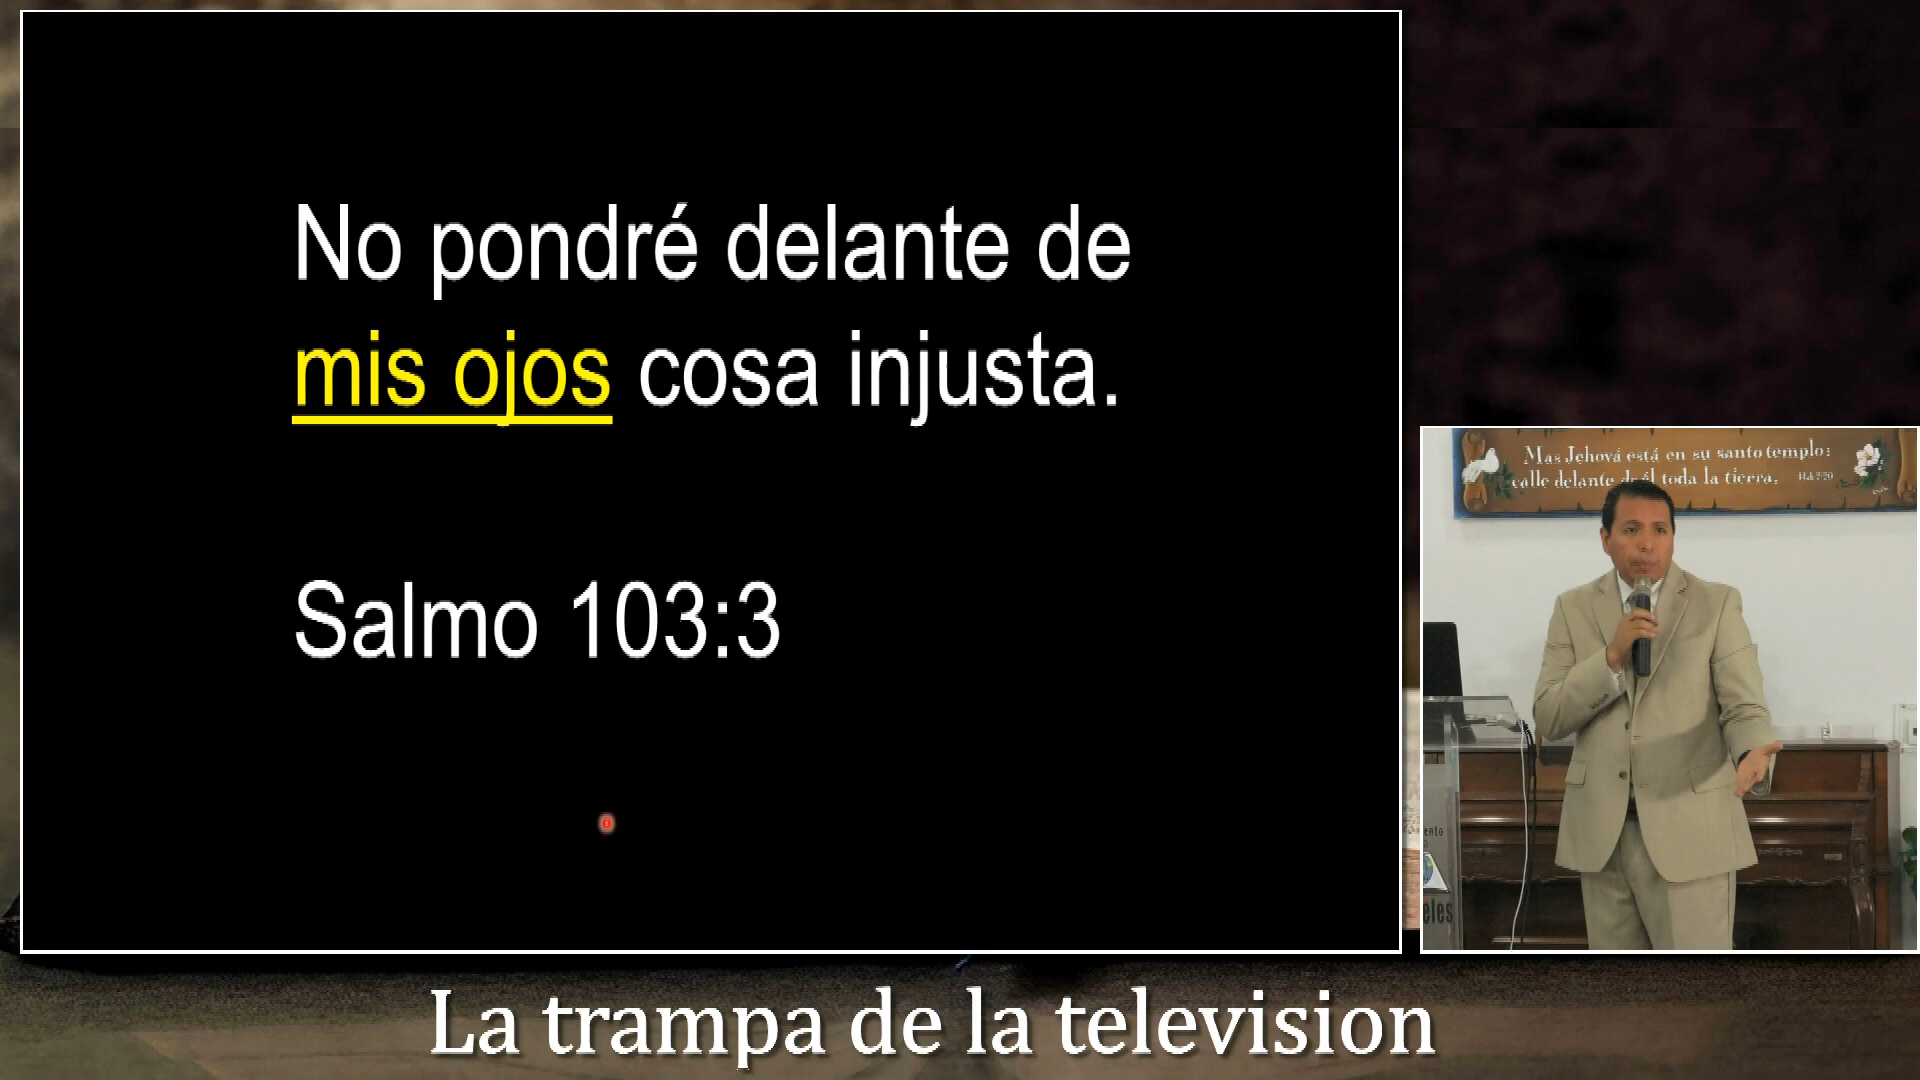 No pondré delante de
mis ojos cosa injusta.
Salmo 103:3
Mas Jehová está en su santo templo:
calle delante de él toda la tierra.
La trampa de la television